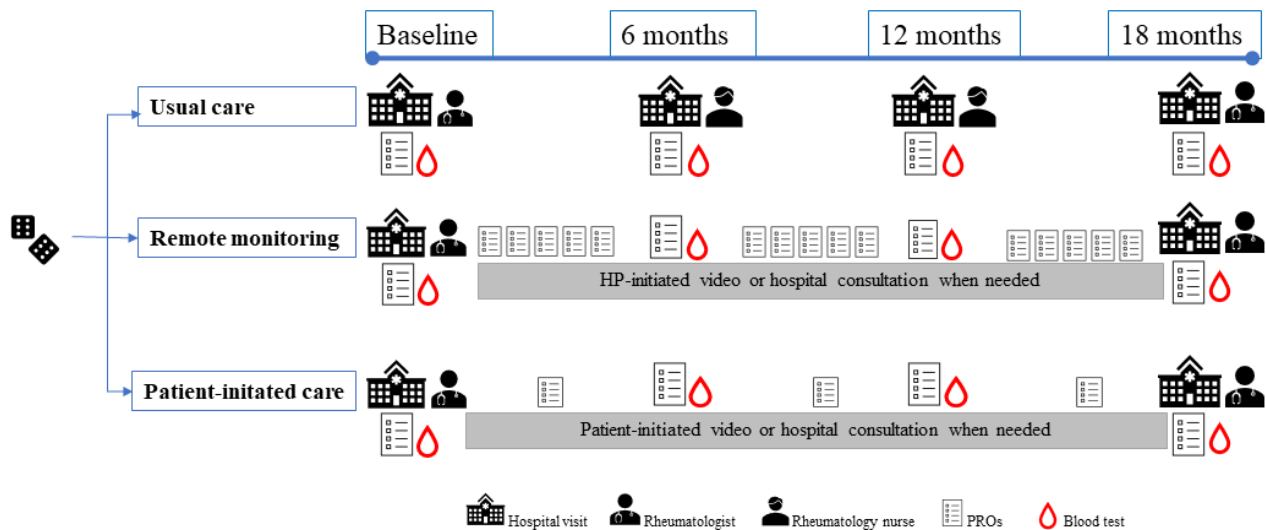 Baseline
6 months
12 months
18 months
Usual care
Remote monitoring
HP-initiated video or hospital consultation when needed
Patient-initated care
Patient-initiated video or hospital consultation when needed
Hospital visit
Rheumatologist
Rheumatology nurse
PROs
Blood test